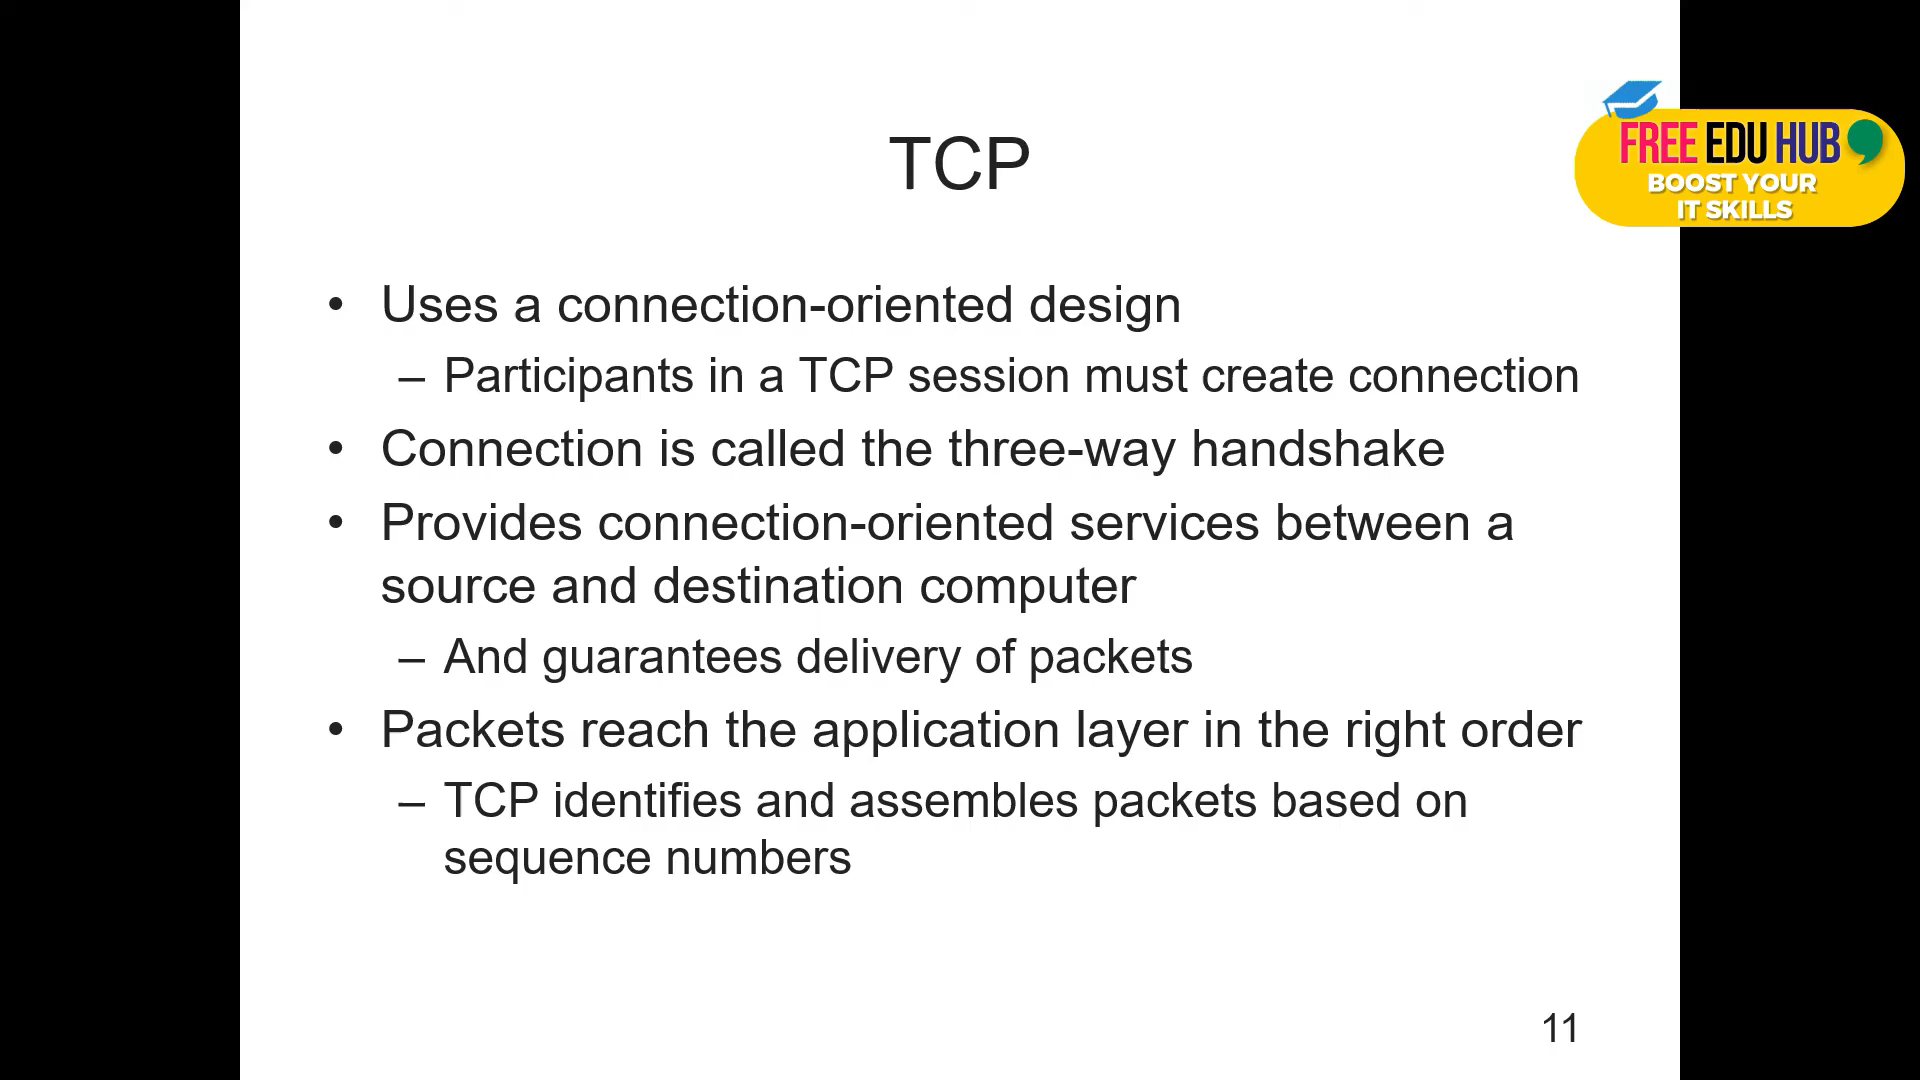 TCP
FREE EDU HUB
BOOST YOUR
IT SKILLS
• Uses a connection-oriented design
– Participants in a TCP session must create connection
• Connection is called the three-way handshake
• Provides connection-oriented services between a
source and destination computer
– And guarantees delivery of packets
• Packets reach the application layer in the right order
– TCP identifies and assembles packets based on
sequence numbers
11